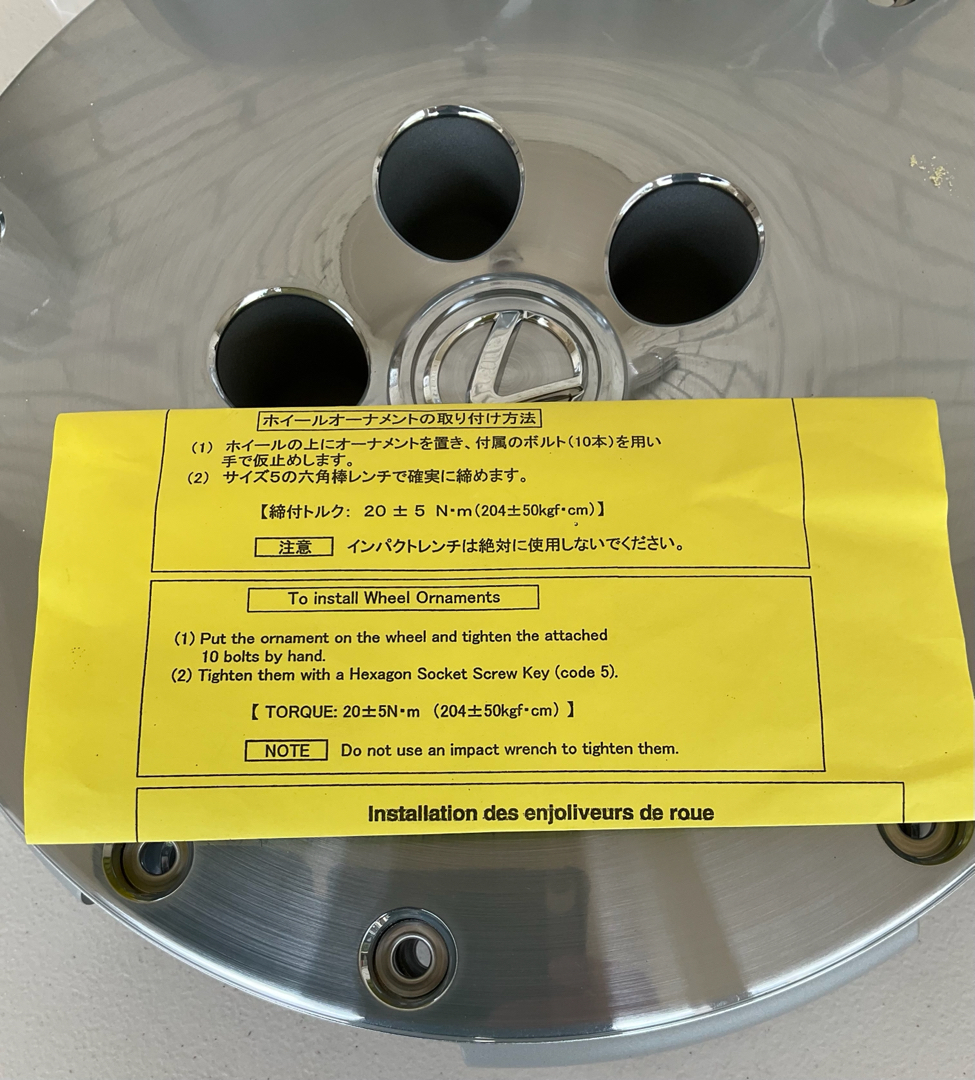 ホイールオーナメントの取り付け方法
(1) ホイールの上にオーナメントを置き、付属のボルト(10本)を用い
手で仮止めします。
(2) サイズ5の六角棒レンチで確実に締めます。
【締付トルク: 20 ± 5 N・m(204±50kgf・cm)】
注意 インパクトレンチは絶対に使用しないでください。
To install Wheel Ornaments
(1) Put the ornament on the wheel and tighten the attached
10 bolts by hand.
(2) Tighten them with a Hexagon Socket Screw Key (code 5).
【 TORQUE: 20±5N・m (204±50kgf・cm) 】
NOTE Do not use an impact wrench to tighten them.
Installation des enjoliveurs de roue